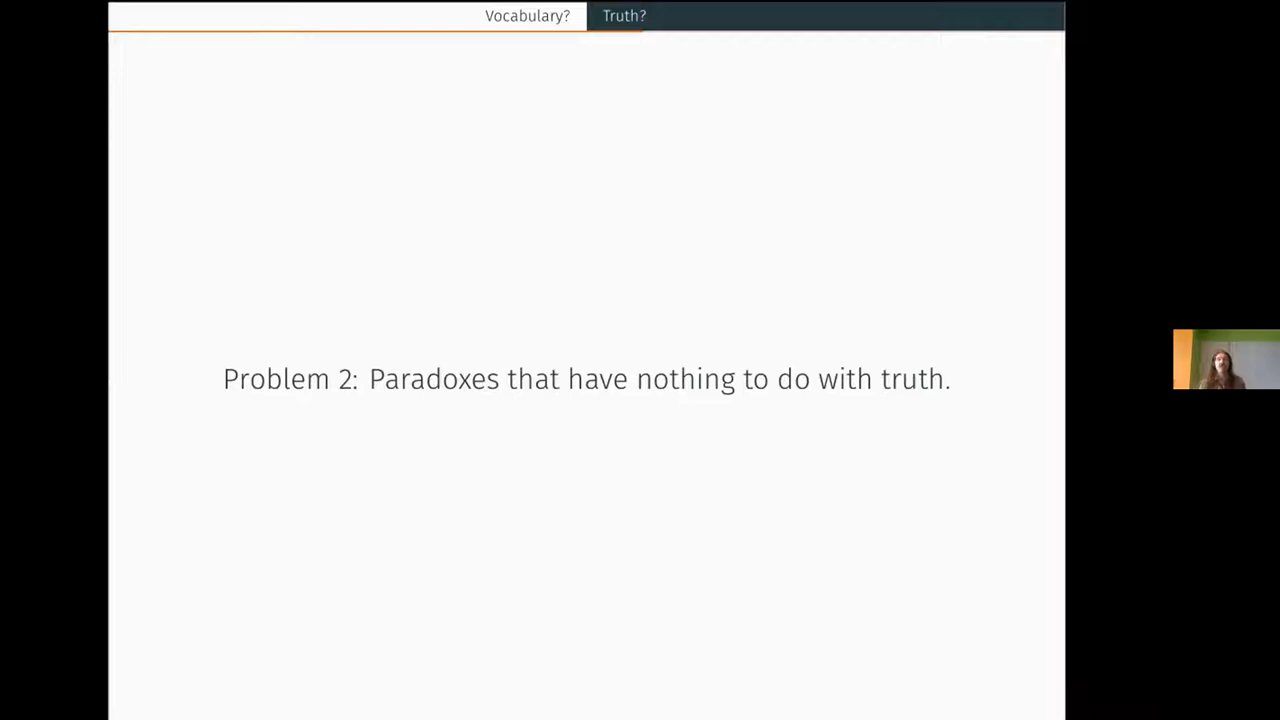 Vocabulary? Truth?
Problem 2: Paradoxes that have nothing to do with truth.